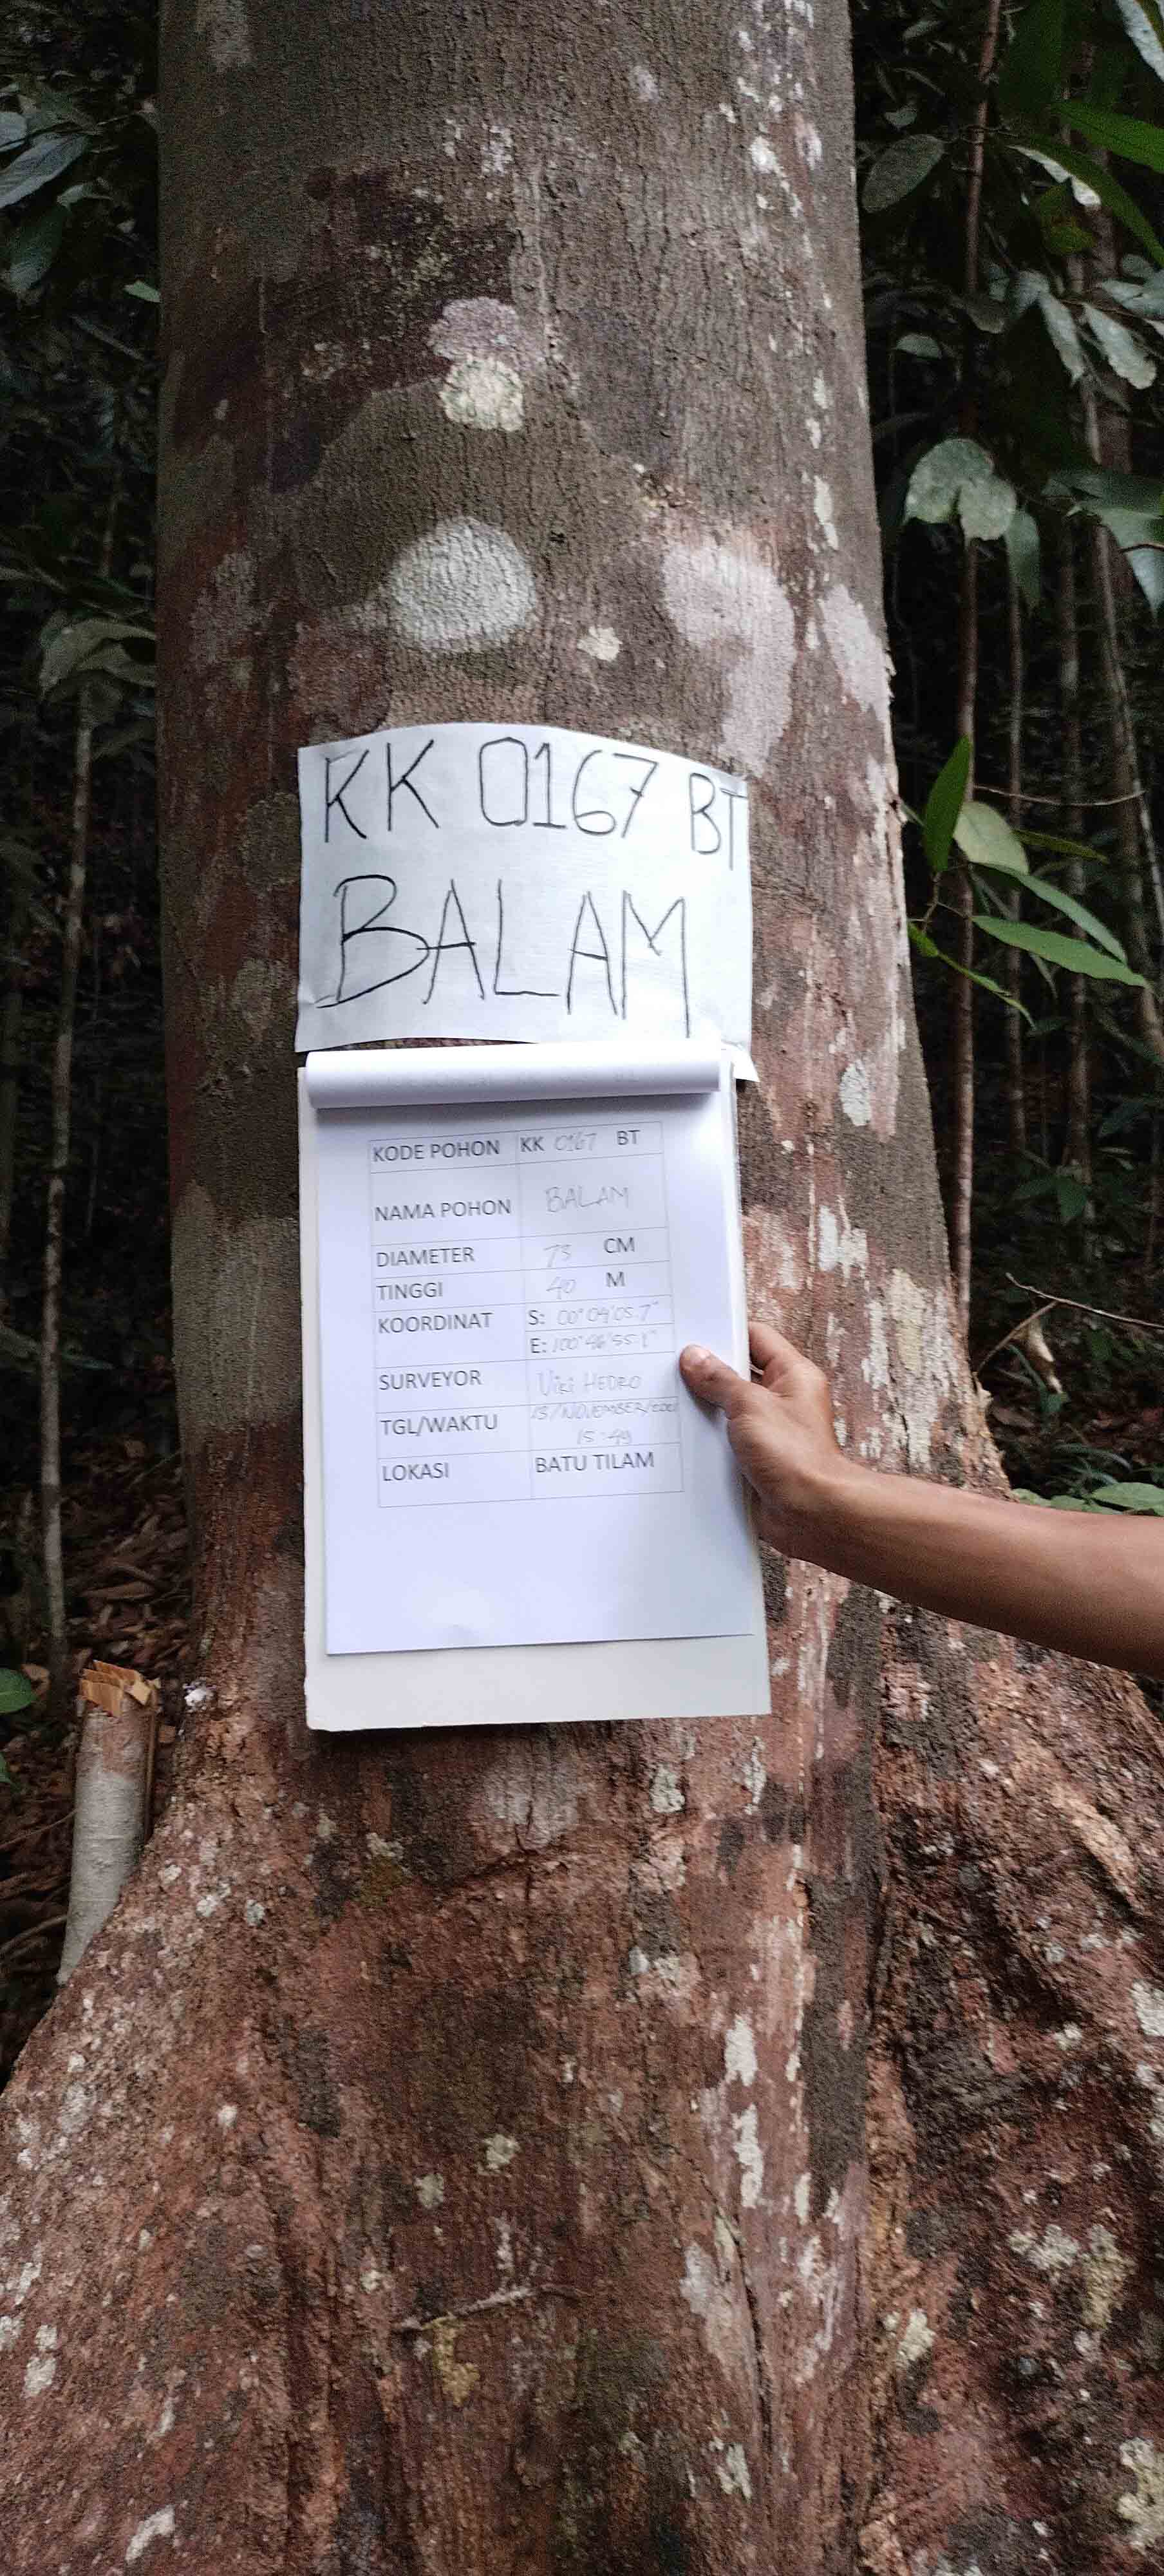 KK 0167 BT
BALAM
KODE POHON KK 0167 BT
NAMA POHON BALAM
DIAMETER 73 CM
TINGGI 40 M
KOORDINAT S: 00°04'05.7"
E: 100°46'55.1"
SURVEYOR Viki HEDRO
TGL/WAKTU 13/NOVEMBER/
15:49
LOKASI BATU TILAM